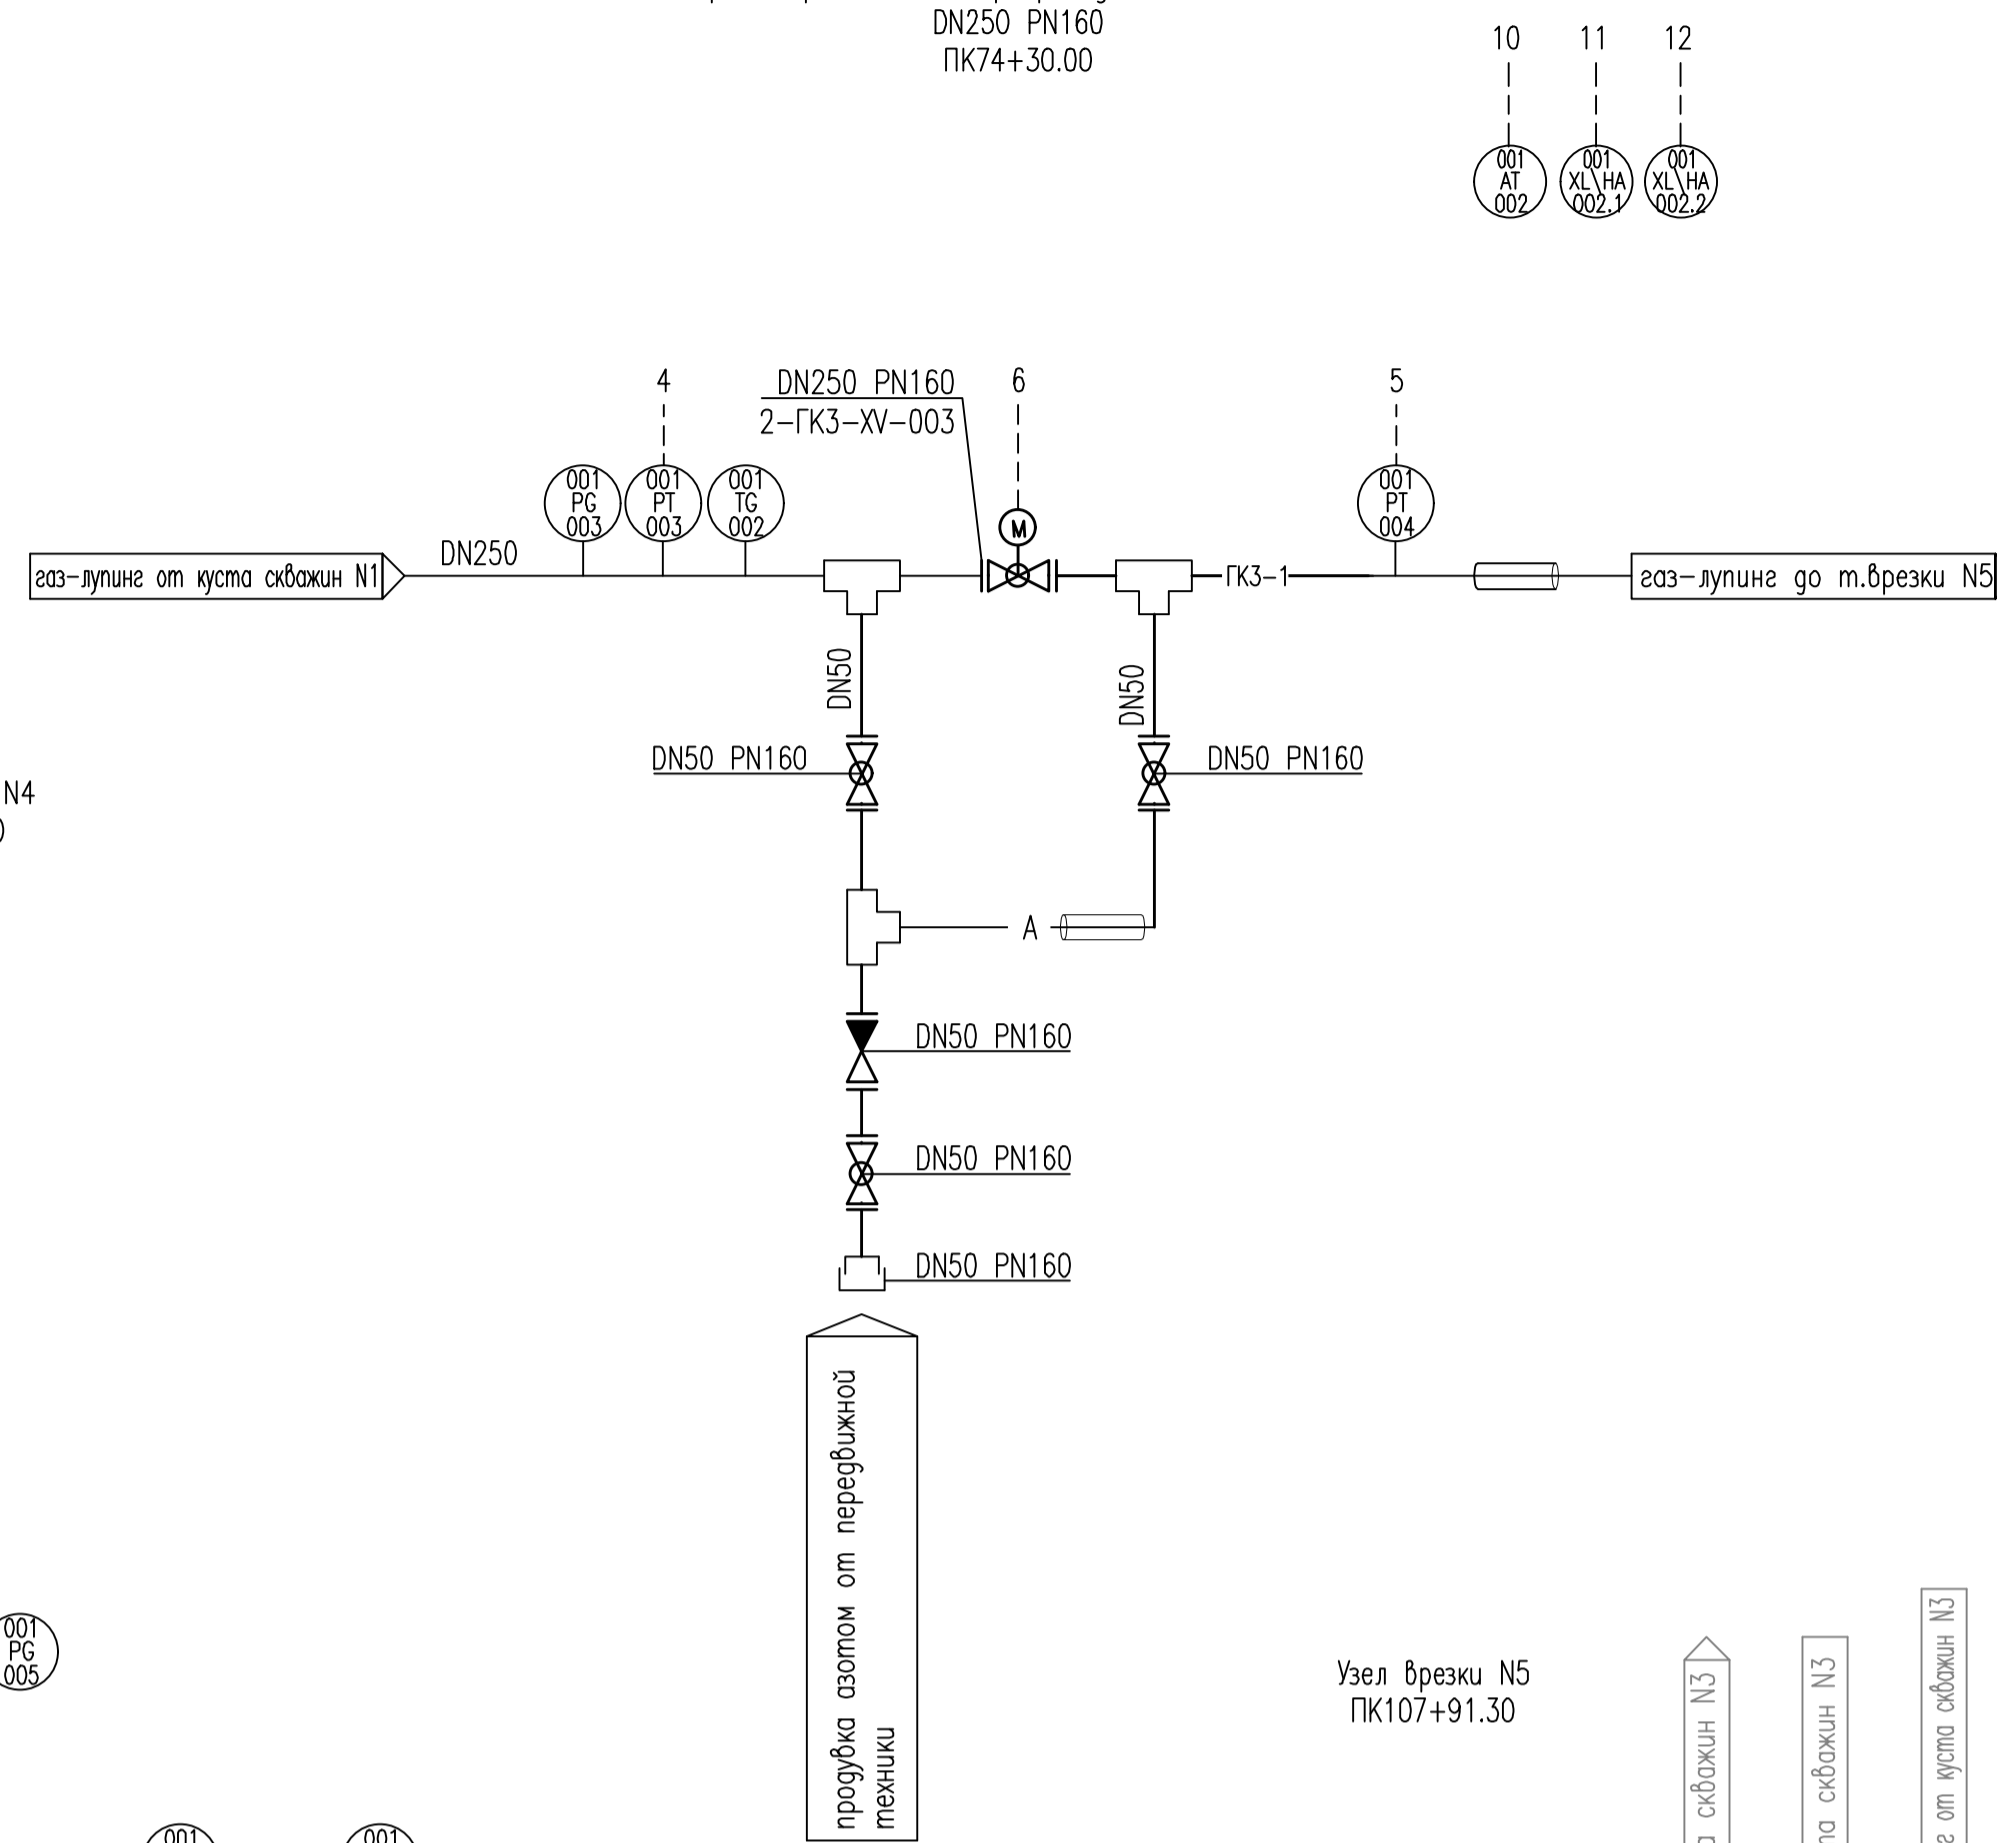 DN250 PN160
ПК74+30.00
10
11
12
001
AT
002
001
XL\HA
002.1
001
XL\HA
002.2
4
DN250 PN160
2-ГК3-XV-003
6
5
001
PG
003
001
PT
003
001
TG
002
M
001
PT
004
газ-лупинг от куста скважин N1
DN250
ГК3-1
газ-лупинг до т.врезки N5
DN50
DN50
DN50 PN160
DN50 PN160
N4
A
DN50 PN160
DN50 PN160
DN50 PN160
продувка азотом от передвижной
техники
001
PG
005
Узел врезки N5
ПК107+91.30
скважин N3
скважин N3
от куста скважин N3
001
001